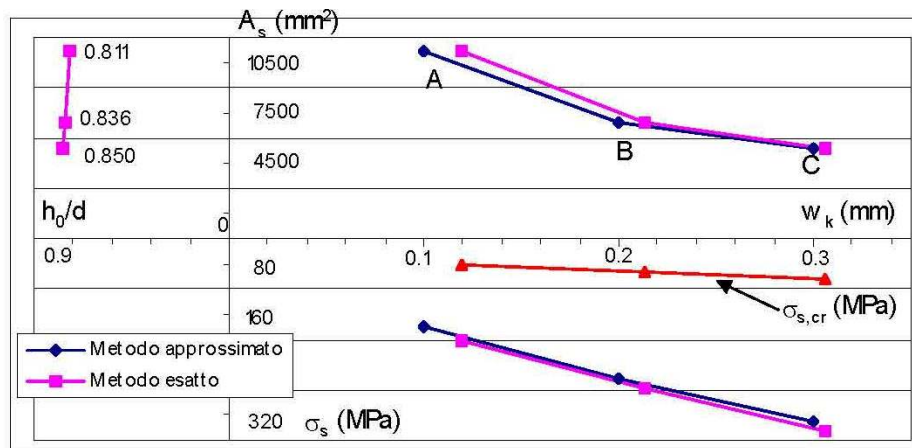 A_s (mm²)
0.811
10500
A
0.836
7500
B
0.850
4500
C
h_0/d
0
w_k (mm)
0.9
0.1
0.2
0.3
80
σ_s,cr (MPa)
160
Metodo approssimato
Metodo esatto
320
σ_s (MPa)